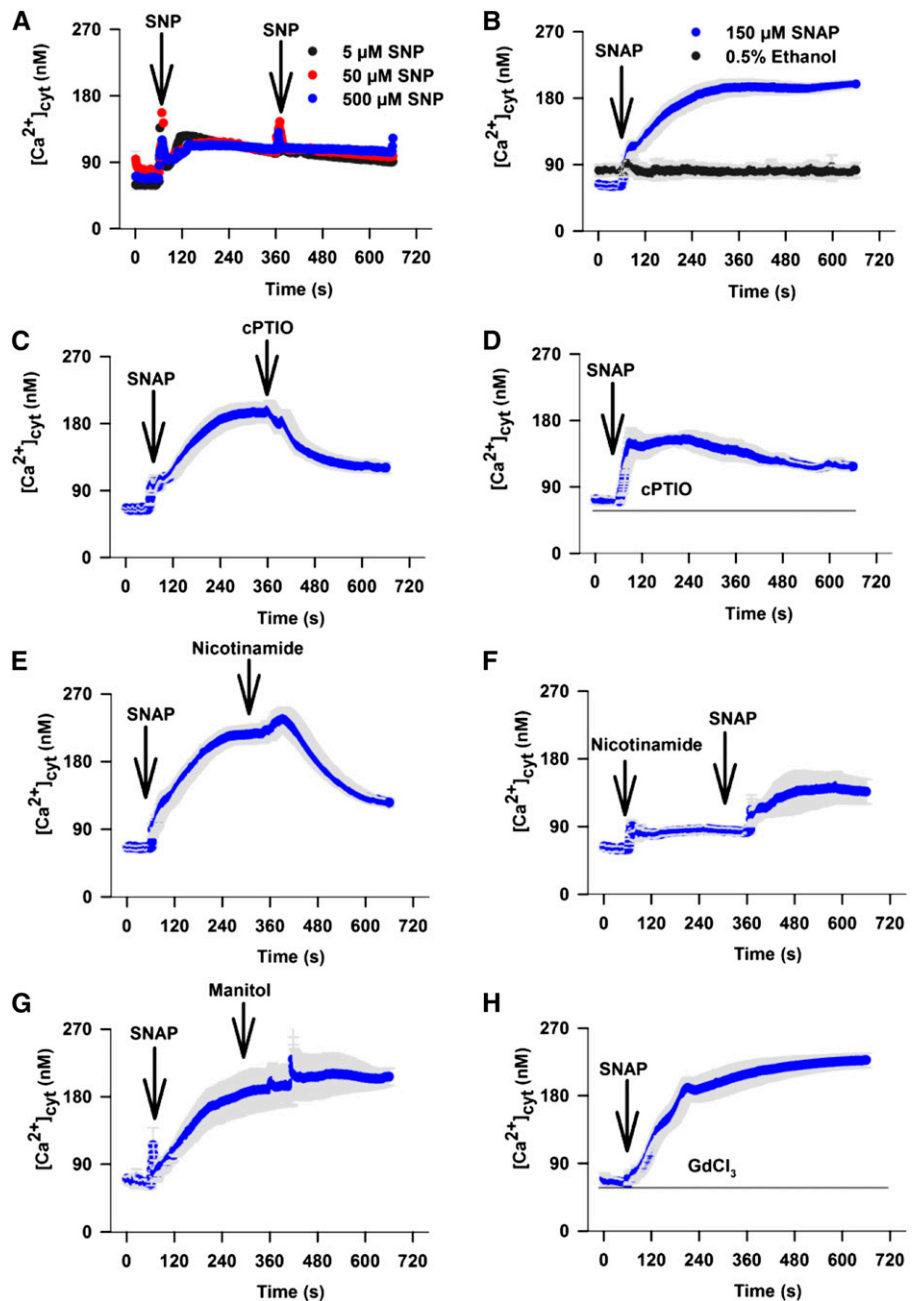 A
SNP
SNP
5 µM SNP
50 µM SNP
500 µM SNP
[Ca2+]cyt (nM)
270
180
90
0
0 120 240 360 480 600 720
Time (s)
B
SNAP
150 µM SNAP
0.5% Ethanol
[Ca2+]cyt (nM)
270
180
90
0
0 120 240 360 480 600 720
Time (s)
C
SNAP
cPTIO
[Ca2+]cyt (nM)
270
180
90
0
0 120 240 360 480 600 720
Time (s)
D
SNAP
cPTIO
[Ca2+]cyt (nM)
270
180
90
0
0 120 240 360 480 600 720
Time (s)
E
Nicotinamide
SNAP
[Ca2+]cyt (nM)
270
180
90
0
0 120 240 360 480 600 720
Time (s)
F
SNAP
Nicotinamide
[Ca2+]cyt (nM)
270
180
90
0
0 120 240 360 480 600 720
Time (s)
G
Manitol
SNAP
[Ca2+]cyt (nM)
270
180
90
0
0 120 240 360 480 600 720
Time (s)
H
SNAP
GdCl3
[Ca2+]cyt (nM)
270
180
90
0
0 120 240 360 480 600 720
Time (s)